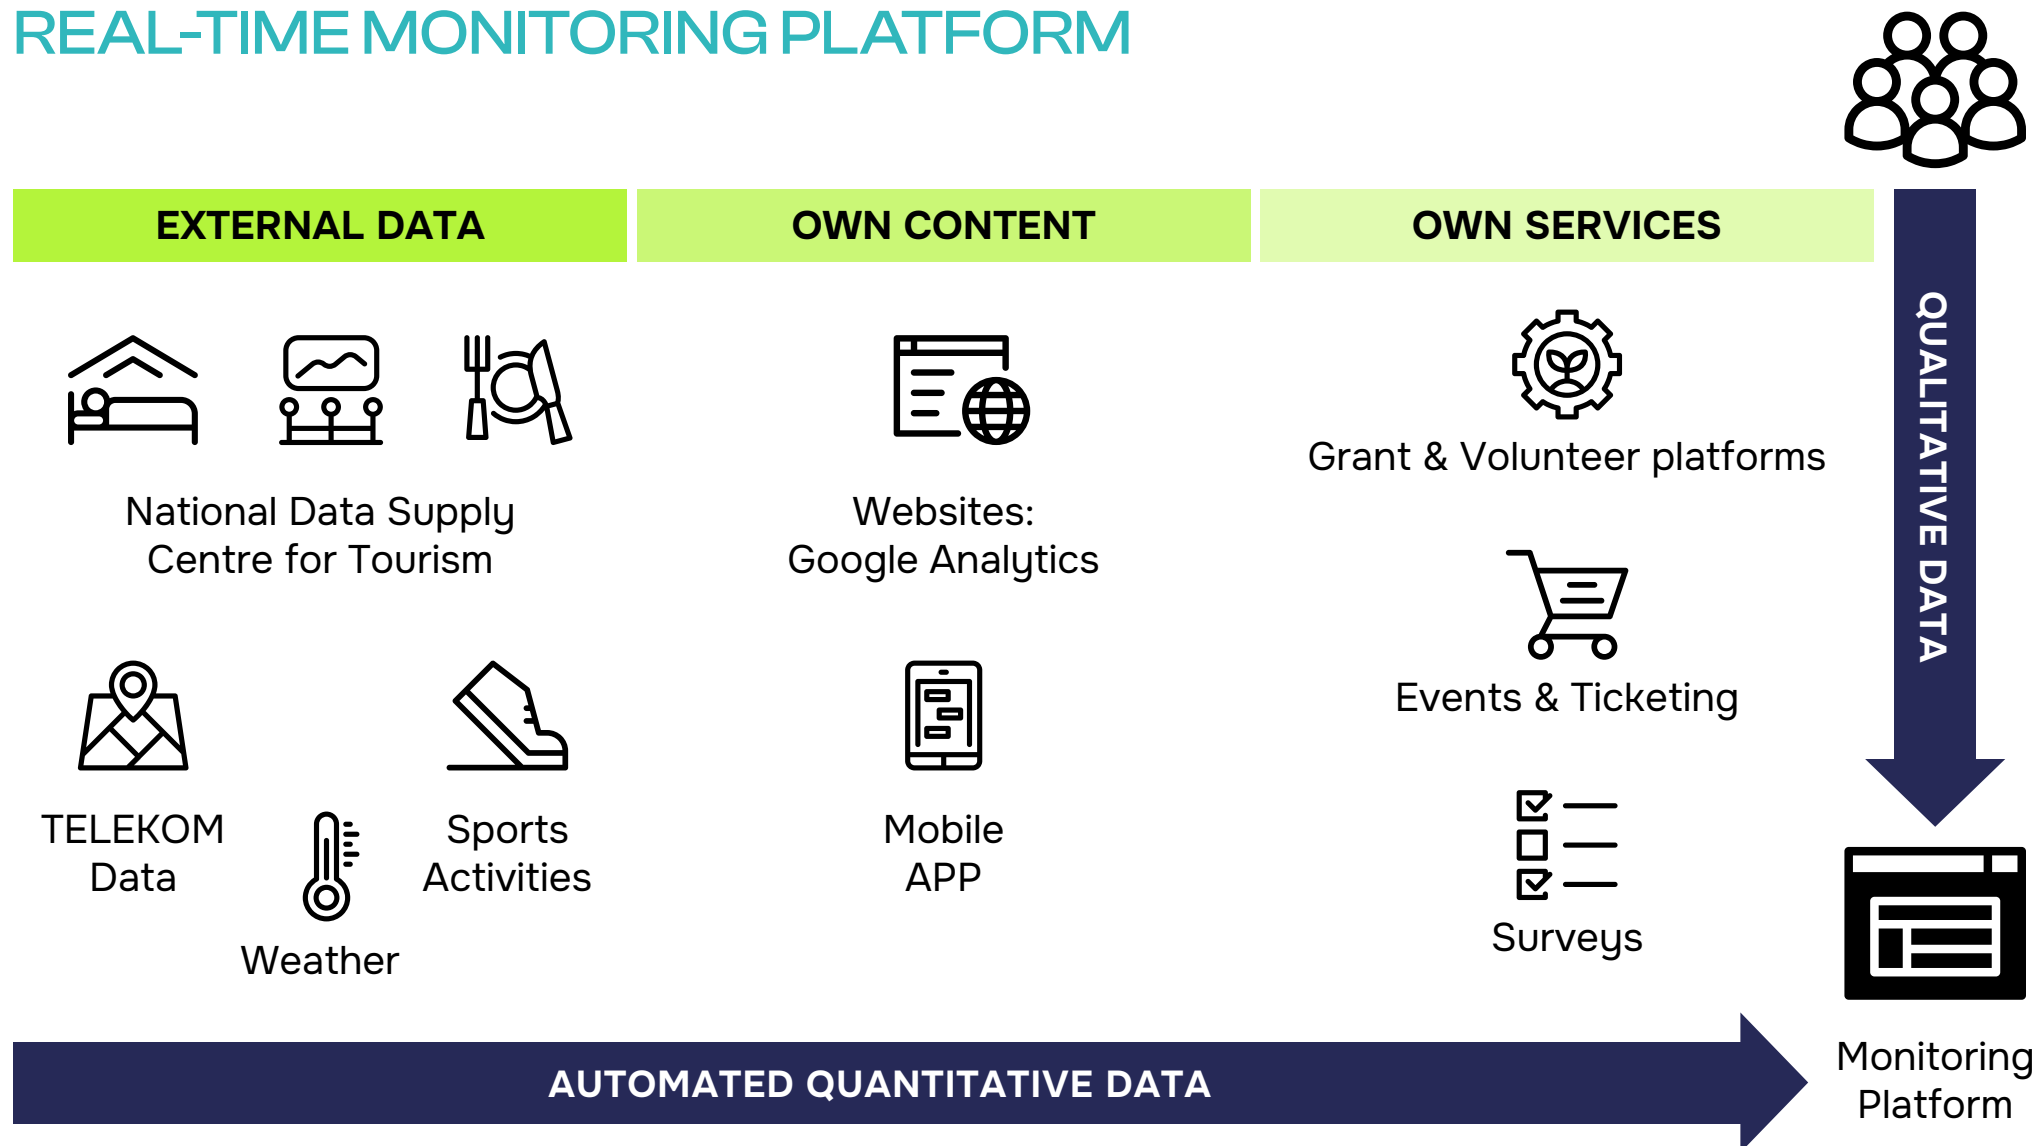 REAL-TIME MONITORING PLATFORM
EXTERNAL DATA
National Data Supply
Centre for Tourism
TELEKOM
Data
Weather
Sports
Activities
OWN CONTENT
Websites:
Google Analytics
Mobile
APP
OWN SERVICES
Grant & Volunteer platforms
Events & Ticketing
Surveys
QUALITATIVE DATA
AUTOMATED QUANTITATIVE DATA
Monitoring
Platform